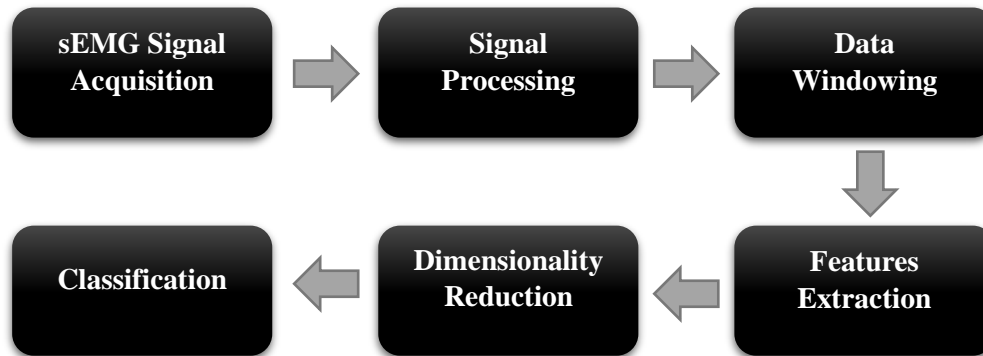 sEMG Signal
Acquisition
Signal
Processing
Data
Windowing
Features
Extraction
Dimensionality
Reduction
Classification